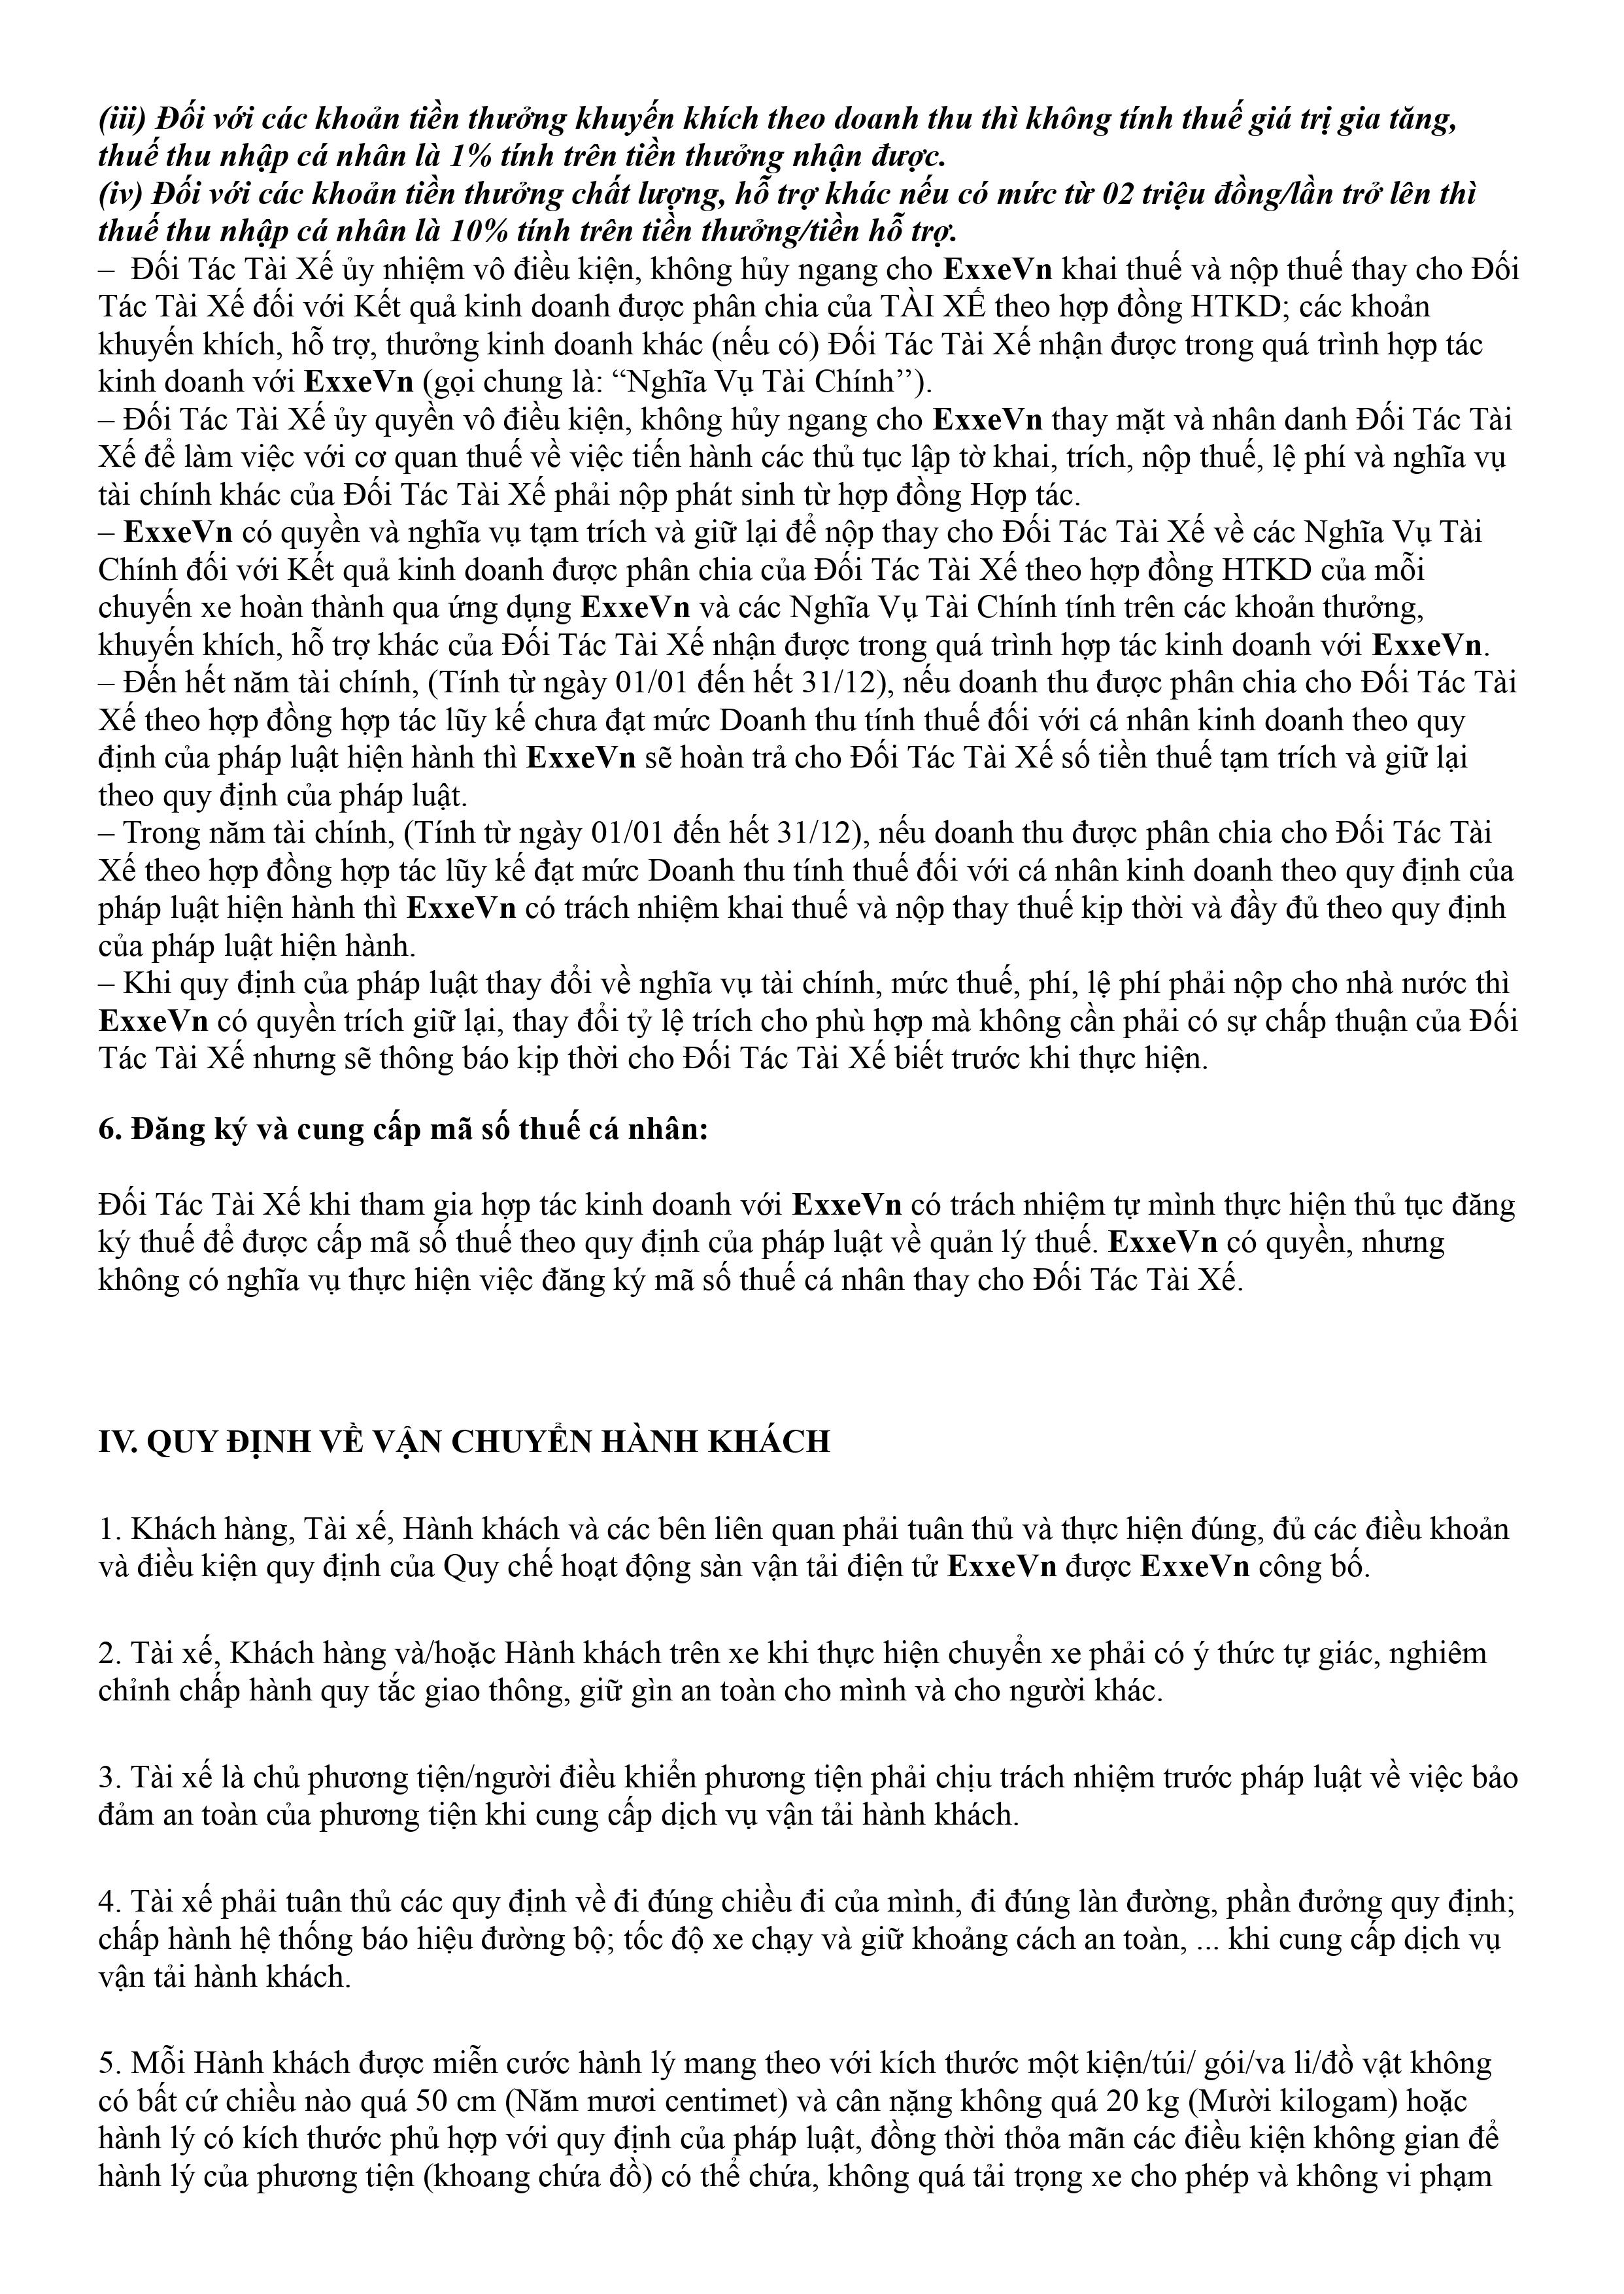 (iii) Đối với các khoản tiền thưởng khuyến khích theo doanh thu thì không tính thuế giá trị gia tăng,
thuế thu nhập cá nhân là 1% tính trên tiền thưởng nhận được.
(iv) Đối với các khoản tiền thưởng chất lượng, hỗ trợ khác nếu có mức từ 02 triệu đồng/lần trở lên thì
thuế thu nhập cá nhân là 10% tính trên tiền thưởng/tiền hỗ trợ.
– Đối Tác Tài Xế ủy nhiệm vô điều kiện, không hủy ngang cho ExxeVn khai thuế và nộp thuế thay cho Đối
Tác Tài Xế đối với Kết quả kinh doanh được phân chia của TÀI XẾ theo hợp đồng HTKD; các khoản
khuyến khích, hỗ trợ, thưởng kinh doanh khác (nếu có) Đối Tác Tài Xế nhận được trong quá trình hợp tác
kinh doanh với ExxeVn (gọi chung là: “Nghĩa Vụ Tài Chính’’).
– Đối Tác Tài Xế ủy quyền vô điều kiện, không hủy ngang cho ExxeVn thay mặt và nhân danh Đối Tác Tài
Xế để làm việc với cơ quan thuế về việc tiến hành các thủ tục lập tờ khai, trích, nộp thuế, lệ phí và nghĩa vụ
tài chính khác của Đối Tác Tài Xế phải nộp phát sinh từ hợp đồng Hợp tác.
– ExxeVn có quyền và nghĩa vụ tạm trích và giữ lại để nộp thay cho Đối Tác Tài Xế về các Nghĩa Vụ Tài
Chính đối với Kết quả kinh doanh được phân chia của Đối Tác Tài Xế theo hợp đồng HTKD của mỗi
chuyến xe hoàn thành qua ứng dụng ExxeVn và các Nghĩa Vụ Tài Chính tính trên các khoản thưởng,
khuyến khích, hỗ trợ khác của Đối Tác Tài Xế nhận được trong quá trình hợp tác kinh doanh với ExxeVn.
– Đến hết năm tài chính, (Tính từ ngày 01/01 đến hết 31/12), nếu doanh thu được phân chia cho Đối Tác Tài
Xế theo hợp đồng hợp tác lũy kế chưa đạt mức Doanh thu tính thuế đối với cá nhân kinh doanh theo quy
định của pháp luật hiện hành thì ExxeVn sẽ hoàn trả cho Đối Tác Tài Xế số tiền thuế tạm trích và giữ lại
theo quy định của pháp luật.
– Trong năm tài chính, (Tính từ ngày 01/01 đến hết 31/12), nếu doanh thu được phân chia cho Đối Tác Tài
Xế theo hợp đồng hợp tác lũy kế đạt mức Doanh thu tính thuế đối với cá nhân kinh doanh theo quy định của
pháp luật hiện hành thì ExxeVn có trách nhiệm khai thuế và nộp thay thuế kịp thời và đầy đủ theo quy định
của pháp luật hiện hành.
– Khi quy định của pháp luật thay đổi về nghĩa vụ tài chính, mức thuế, phí, lệ phí phải nộp cho nhà nước thì
ExxeVn có quyền trích giữ lại, thay đổi tỷ lệ trích cho phù hợp mà không cần phải có sự chấp thuận của Đối
Tác Tài Xế nhưng sẽ thông báo kịp thời cho Đối Tác Tài Xế biết trước khi thực hiện.
6. Đăng ký và cung cấp mã số thuế cá nhân:
Đối Tác Tài Xế khi tham gia hợp tác kinh doanh với ExxeVn có trách nhiệm tự mình thực hiện thủ tục đăng
ký thuế để được cấp mã số thuế theo quy định của pháp luật về quản lý thuế. ExxeVn có quyền, nhưng
không có nghĩa vụ thực hiện việc đăng ký mã số thuế cá nhân thay cho Đối Tác Tài Xế.
IV. QUY ĐỊNH VỀ VẬN CHUYỂN HÀNH KHÁCH
1. Khách hàng, Tài xế, Hành khách và các bên liên quan phải tuân thủ và thực hiện đúng, đủ các điều khoản
và điều kiện quy định của Quy chế hoạt động sàn vận tải điện tử ExxeVn được ExxeVn công bố.
2. Tài xế, Khách hàng và/hoặc Hành khách trên xe khi thực hiện chuyển xe phải có ý thức tự giác, nghiêm
chỉnh chấp hành quy tắc giao thông, giữ gìn an toàn cho mình và cho người khác.
3. Tài xế là chủ phương tiện/người điều khiển phương tiện phải chịu trách nhiệm trước pháp luật về việc bảo
đảm an toàn của phương tiện khi cung cấp dịch vụ vận tải hành khách.
4. Tài xế phải tuân thủ các quy định về đi đúng chiều đi của mình, đi đúng làn đường, phần đưởng quy định;
chấp hành hệ thống báo hiệu đường bộ; tốc độ xe chạy và giữ khoảng cách an toàn, ... khi cung cấp dịch vụ
vận tải hành khách.
5. Mỗi Hành khách được miễn cước hành lý mang theo với kích thước một kiện/túi/ gói/va li/đồ vật không
có bất cứ chiều nào quá 50 cm (Năm mươi centimet) và cân nặng không quá 20 kg (Mười kilogam) hoặc
hành lý có kích thước phủ hợp với quy định của pháp luật, đồng thời thỏa mãn các điều kiện không gian để
hành lý của phương tiện (khoang chứa đồ) có thể chứa, không quá tải trọng xe cho phép và không vi phạm